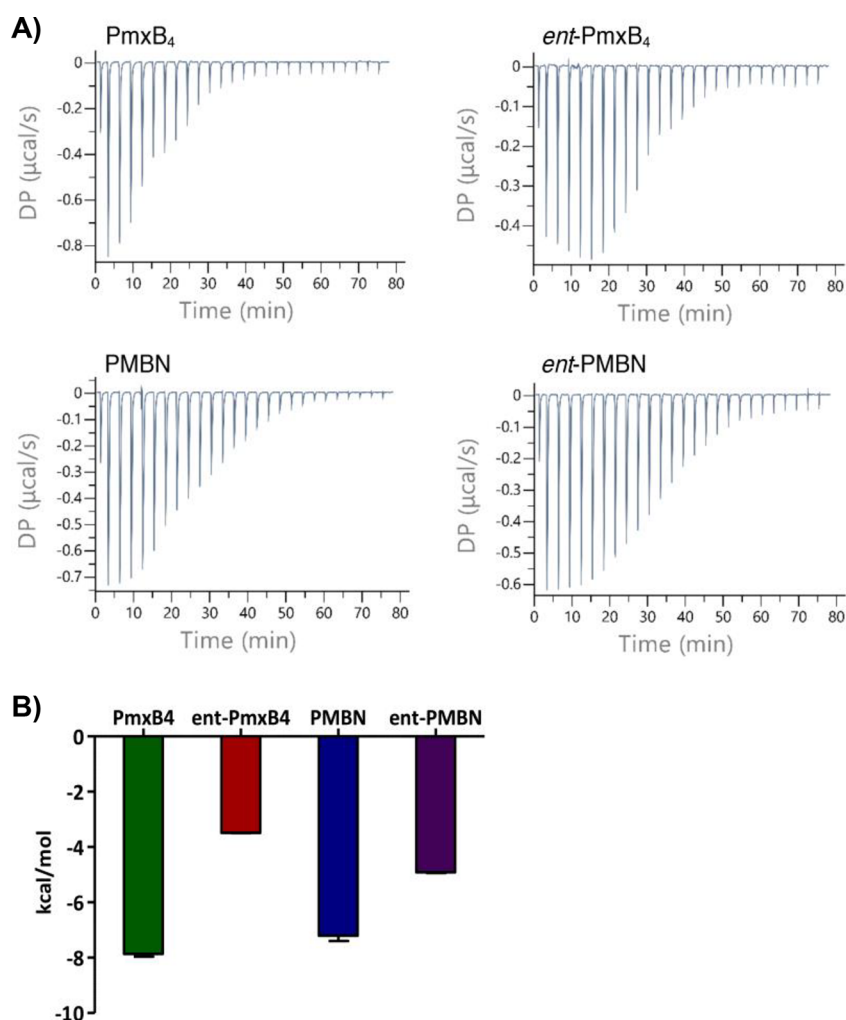 A)
PmxB₄
0
-0.2
-0.4
-0.6
-0.8
DP (µcal/s)
0 10 20 30 40 50 60 70 80
Time (min)
ent-PmxB₄
0
-0.1
-0.2
-0.3
-0.4
DP (µcal/s)
0 10 20 30 40 50 60 70 80
Time (min)
PMBN
0
-0.1
-0.2
-0.3
-0.4
-0.5
-0.6
-0.7
DP (µcal/s)
0 10 20 30 40 50 60 70 80
Time (min)
ent-PMBN
0
-0.1
-0.2
-0.3
-0.4
-0.5
-0.6
DP (µcal/s)
0 10 20 30 40 50 60 70 80
Time (min)
B)
PmxB4 ent-PmxB4 PMBN ent-PMBN
0
-2
-4
-6
-8
-10
kcal/mol